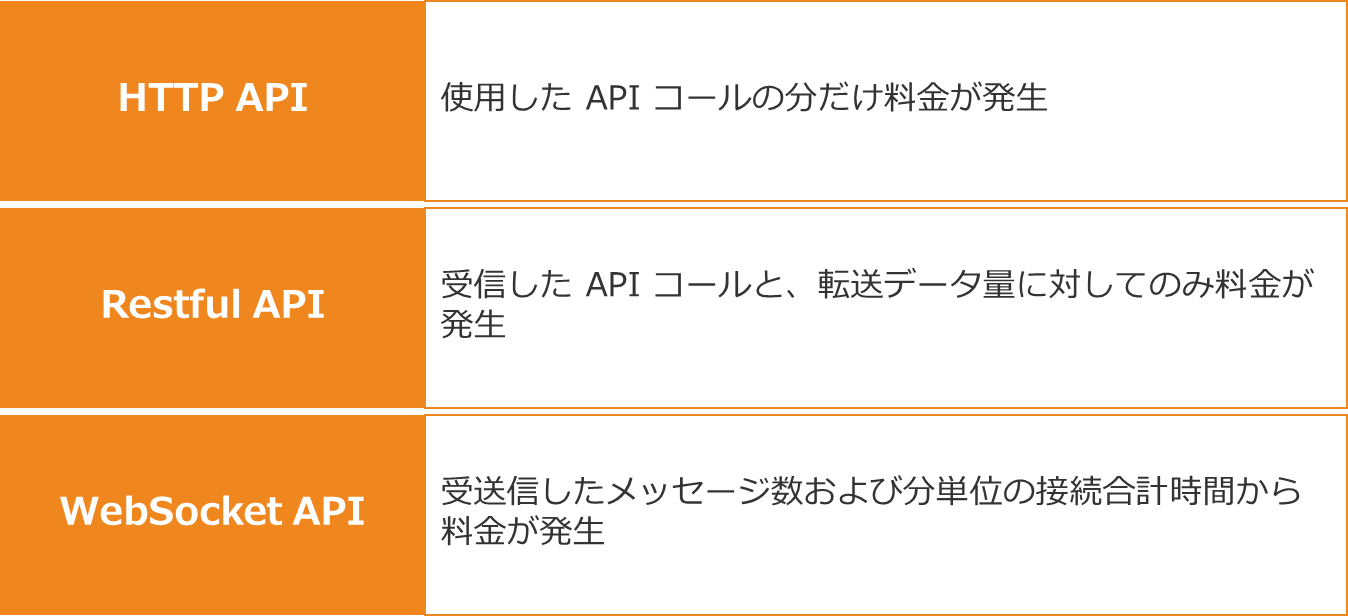 HTTP API
使用した API コールの分だけ料金が発生
Restful API
受信した API コールと、転送データ量に対してのみ料金が
発生
WebSocket API
受送信したメッセージ数および分単位の接続合計時間から
料金が発生